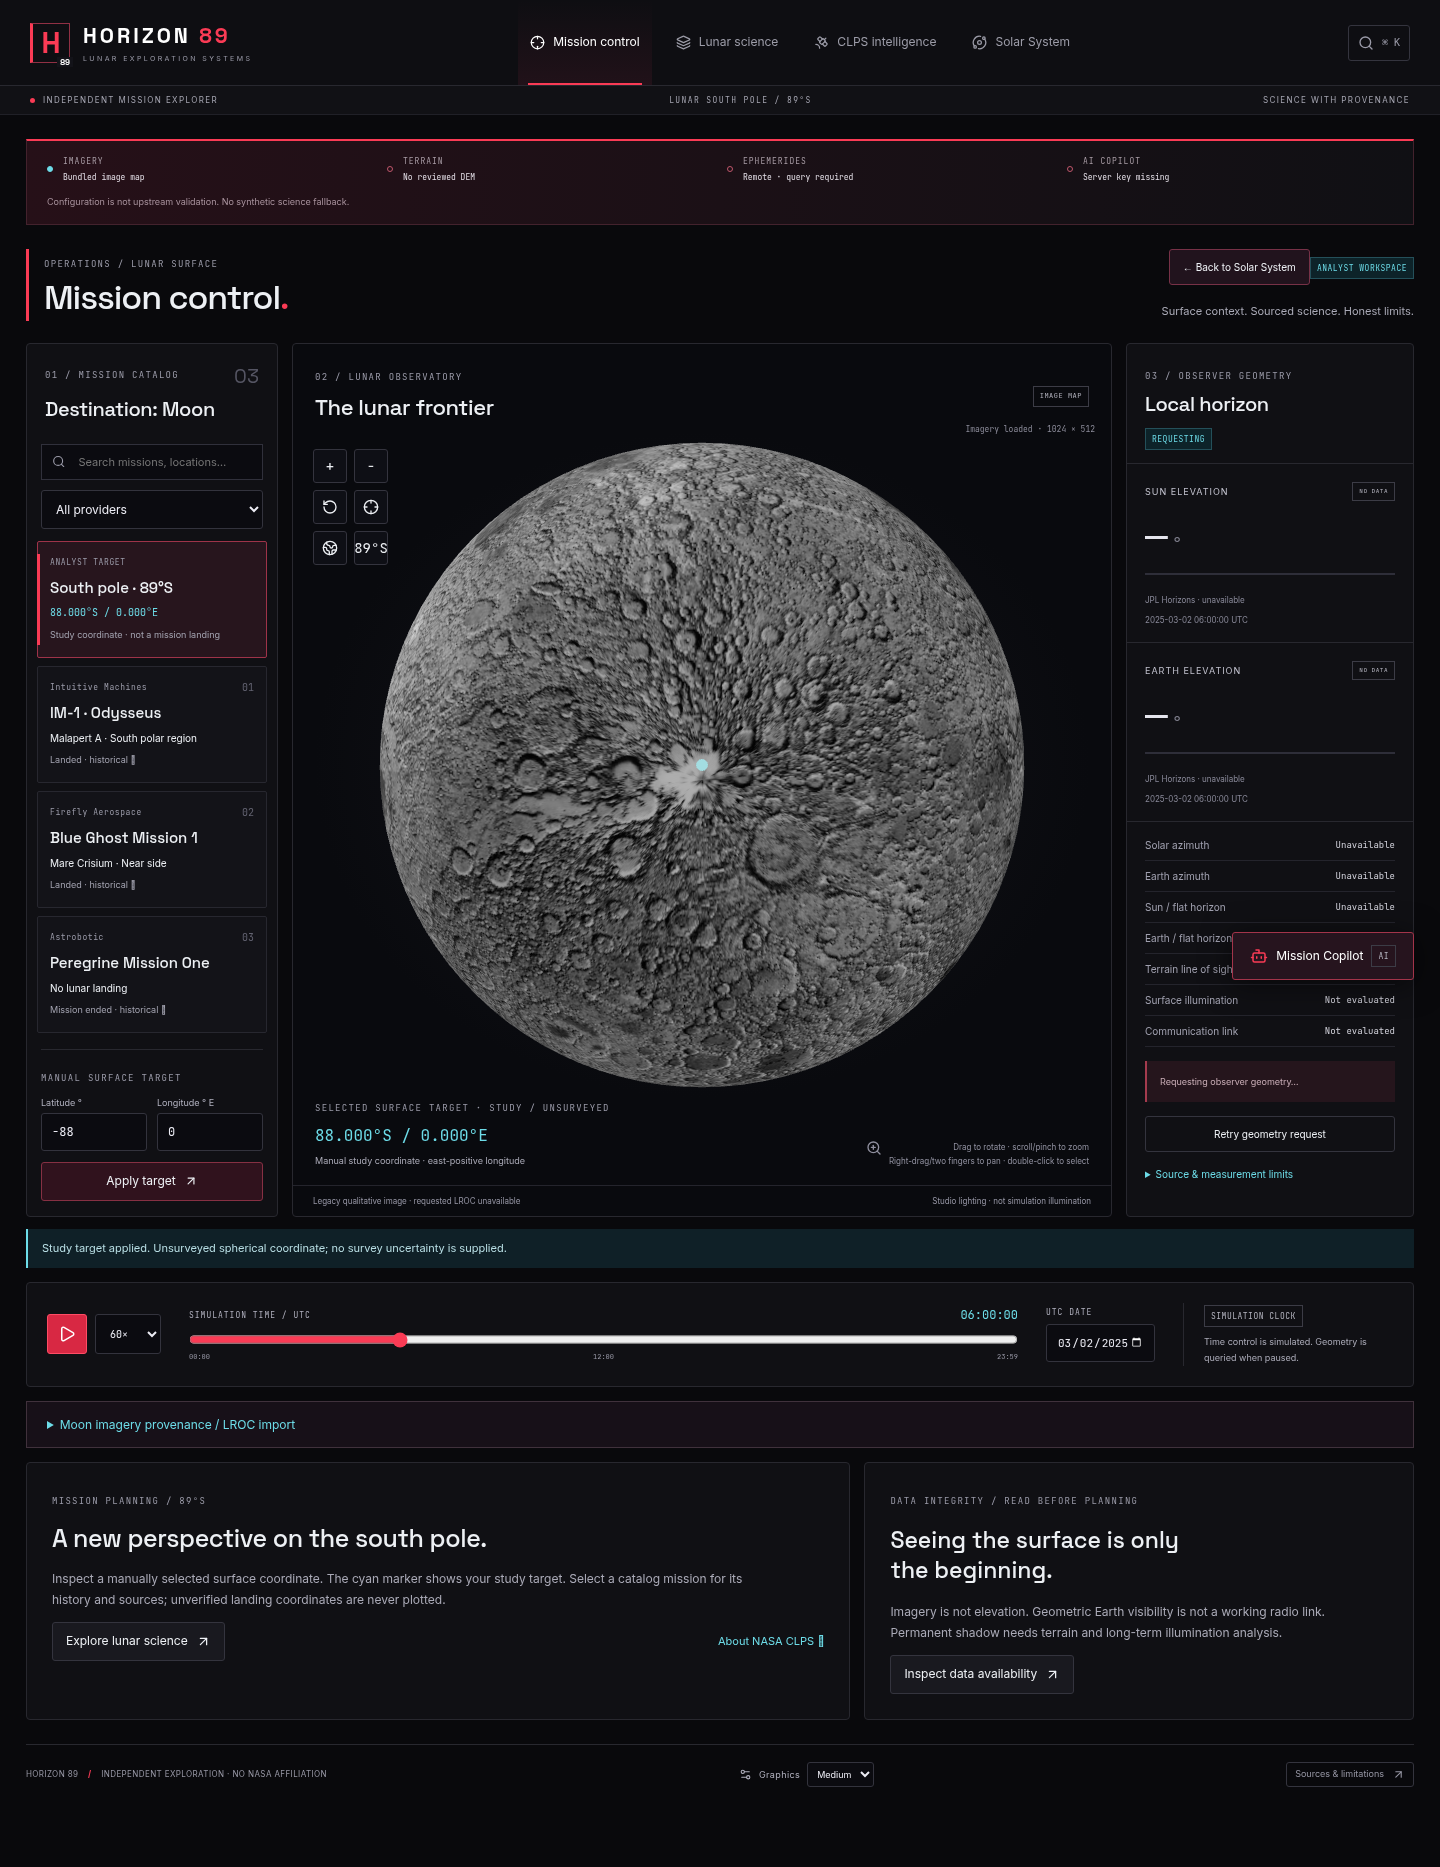 H
89
HORIZON 89
LUNAR EXPLORATION SYSTEMS
Mission control
Lunar science
CLPS intelligence
Solar System
⌘ K
INDEPENDENT MISSION EXPLORER
LUNAR SOUTH POLE / 89°S
SCIENCE WITH PROVENANCE
IMAGERY
Bundled image map
TERRAIN
No reviewed DEM
EPHEMERIDES
Remote · query required
AI COPILOT
Server key missing
Configuration is not upstream validation. No synthetic science fallback.
OPERATIONS / LUNAR SURFACE
Mission control.
← Back to Solar System
ANALYST WORKSPACE
Surface context. Sourced science. Honest limits.
01 / MISSION CATALOG
03
Destination: Moon
Search missions, locations...
All providers
ANALYST TARGET
South pole · 89°S
88.000°S / 0.000°E
Study coordinate · not a mission landing
Intuitive Machines
01
IM-1 · Odysseus
Malapert A · South polar region
Landed · historical
Firefly Aerospace
02
Blue Ghost Mission 1
Mare Crisium · Near side
Landed · historical
Astrobotic
03
Peregrine Mission One
No lunar landing
Mission ended · historical
MANUAL SURFACE TARGET
Latitude °
Longitude ° E
-88
0
Apply target
02 / LUNAR OBSERVATORY
The lunar frontier
IMAGE MAP
Imagery loaded · 1024 × 512
+
-
89°S
SELECTED SURFACE TARGET · STUDY / UNSURVEYED
88.000°S / 0.000°E
Manual study coordinate · east-positive longitude
Drag to rotate · scroll/pinch to zoom
Right-drag/two fingers to pan · double-click to select
Legacy qualitative image · requested LROC unavailable
Studio lighting · not simulation illumination
03 / OBSERVER GEOMETRY
Local horizon
REQUESTING
SUN ELEVATION
NO DATA
— °
JPL Horizons · unavailable
2025-03-02 06:00:00 UTC
EARTH ELEVATION
NO DATA
— °
JPL Horizons · unavailable
2025-03-02 06:00:00 UTC
Solar azimuth
Unavailable
Earth azimuth
Unavailable
Sun / flat horizon
Unavailable
Earth / flat horizon
Terrain line of sigh
Mission Copilot
AI
Surface illumination
Not evaluated
Communication link
Not evaluated
Requesting observer geometry...
Retry geometry request
Source & measurement limits
Study target applied. Unsurveyed spherical coordinate; no survey uncertainty is supplied.
60×
SIMULATION TIME / UTC
06:00:00
00:00
12:00
23:59
UTC DATE
03/02/2025
SIMULATION CLOCK
Time control is simulated. Geometry is
queried when paused.
Moon imagery provenance / LROC import
MISSION PLANNING / 89°S
A new perspective on the south pole.
Inspect a manually selected surface coordinate. The cyan marker shows your study target. Select a catalog mission for its
history and sources; unverified landing coordinates are never plotted.
Explore lunar science
About NASA CLPS
DATA INTEGRITY / READ BEFORE PLANNING
Seeing the surface is only
the beginning.
Imagery is not elevation. Geometric Earth visibility is not a working radio link.
Permanent shadow needs terrain and long-term illumination analysis.
Inspect data availability
HORIZON 89 / INDEPENDENT EXPLORATION · NO NASA AFFILIATION
Graphics
Medium
Sources & limitations